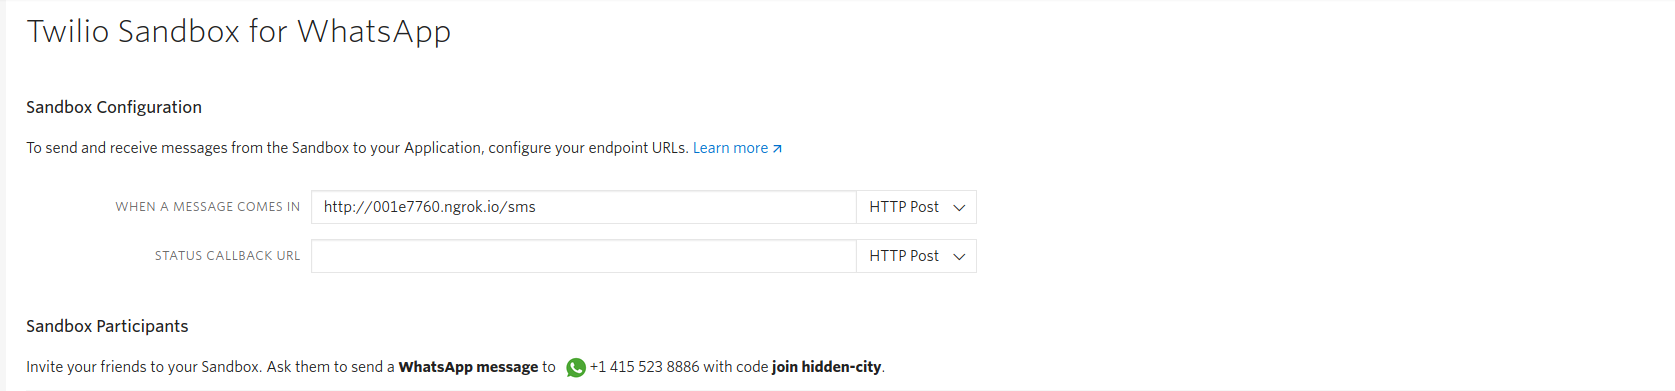 Twilio Sandbox for WhatsApp
Sandbox Configuration
To send and receive messages from the Sandbox to your Application, configure your endpoint URLs. Learn more
WHEN A MESSAGE COMES IN http://001e7760.ngrok.io/sms HTTP Post
STATUS CALLBACK URL HTTP Post
Sandbox Participants
Invite your friends to your Sandbox. Ask them to send a WhatsApp message to +1 415 523 8886 with code join hidden-city.